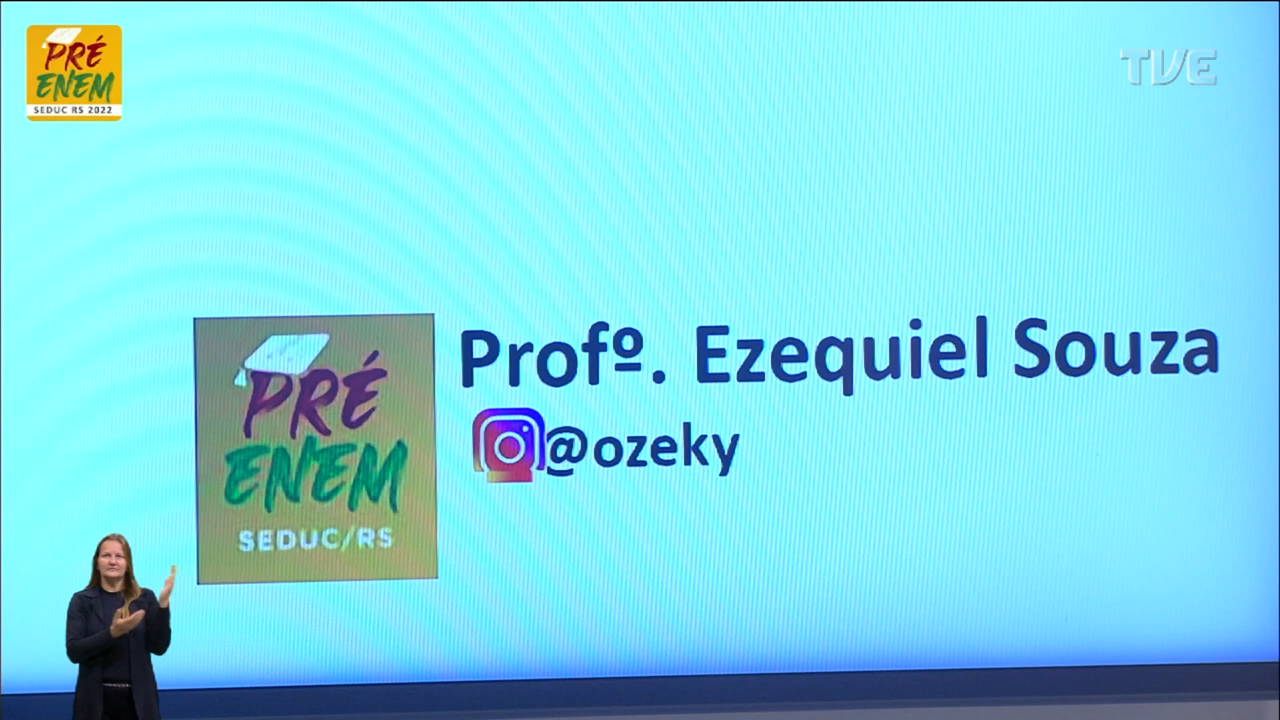 PRÉ
ENEM
SEDUC RS 2022
TVE
Profº. Ezequiel Souza
@ozeky
PRÉ
ENEM
SEDUC/RS